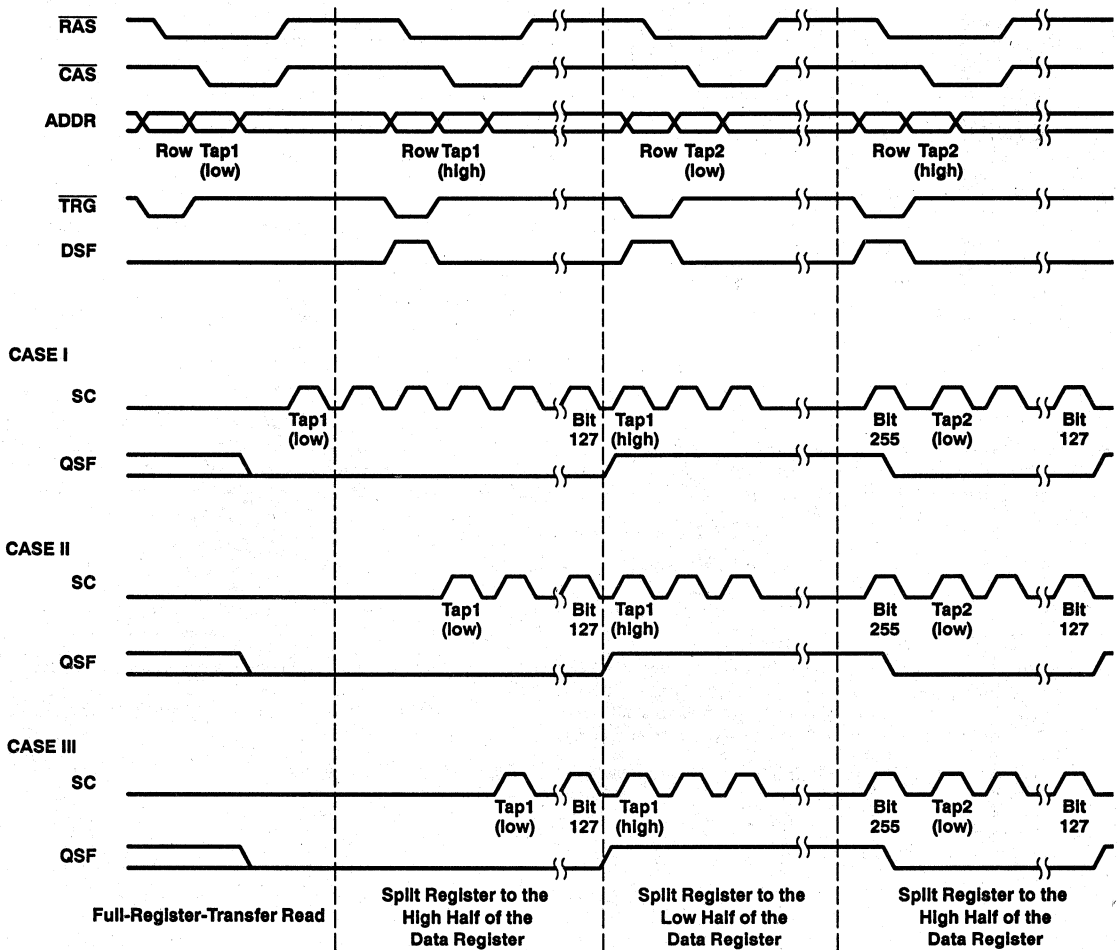 RAS
CAS
ADDR
Row Tap1 Row Tap1 Row Tap2 Row Tap2
(low) (high) (low) (high)
TRG
DSF
CASE I
SC
Tap1 Bit Tap1 Bit Tap2 Bit
(low) 127 (high) 255 (low) 127
QSF
CASE II
SC
Tap1 Bit Tap1 Bit Tap2 Bit
(low) 127 (high) 255 (low) 127
QSF
CASE III
SC
Tap1 Bit Tap1 Bit Tap2 Bit
(low) 127 (high) 255 (low) 127
QSF
Full-Register-Transfer Read
Split Register to the
High Half of the
Data Register
Split Register to the
Low Half of the
Data Register
Split Register to the
High Half of the
Data Register